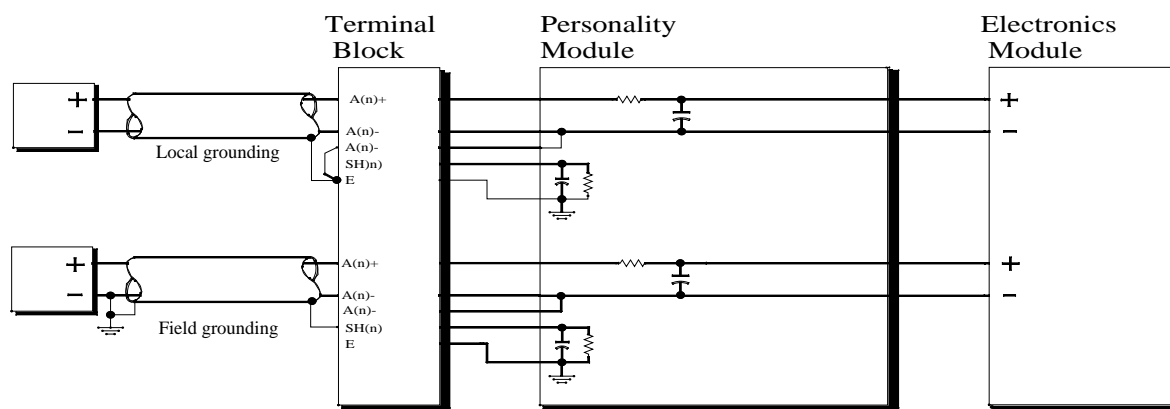 Terminal
Block
Personality
Module
Electronics
Module
+
−
Local grounding
A(n)+
A(n)-
A(n)-
SH)n)
E
+
−
+
−
Field grounding
A(n)+
A(n)-
A(n)-
SH(n)
E
+
−